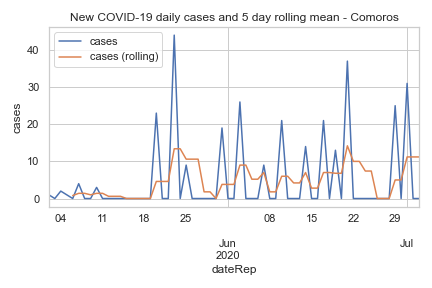 New COVID-19 daily cases and 5 day rolling mean - Comoros
cases
cases (rolling)
cases
40
30
20
10
0
04 11 18 25 08 15 22 29
Jun Jul
2020
dateRep